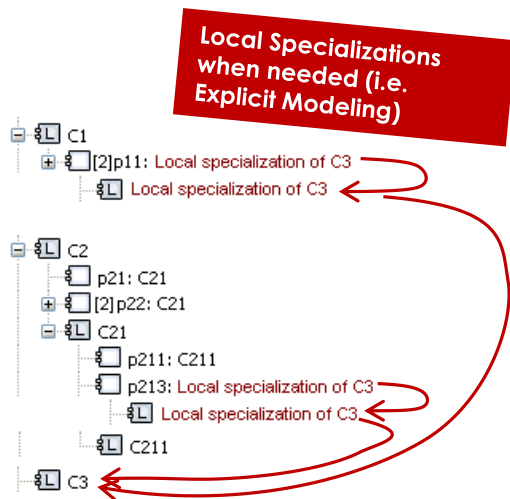 Local Specializations
when needed (i.e.
Explicit Modeling)
L C1
[2]p11: Local specialization of C3
L Local specialization of C3
L C2
p21: C21
[2]p22: C21
L C21
p211: C211
p213: Local specialization of C3
L Local specialization of C3
L C211
L C3